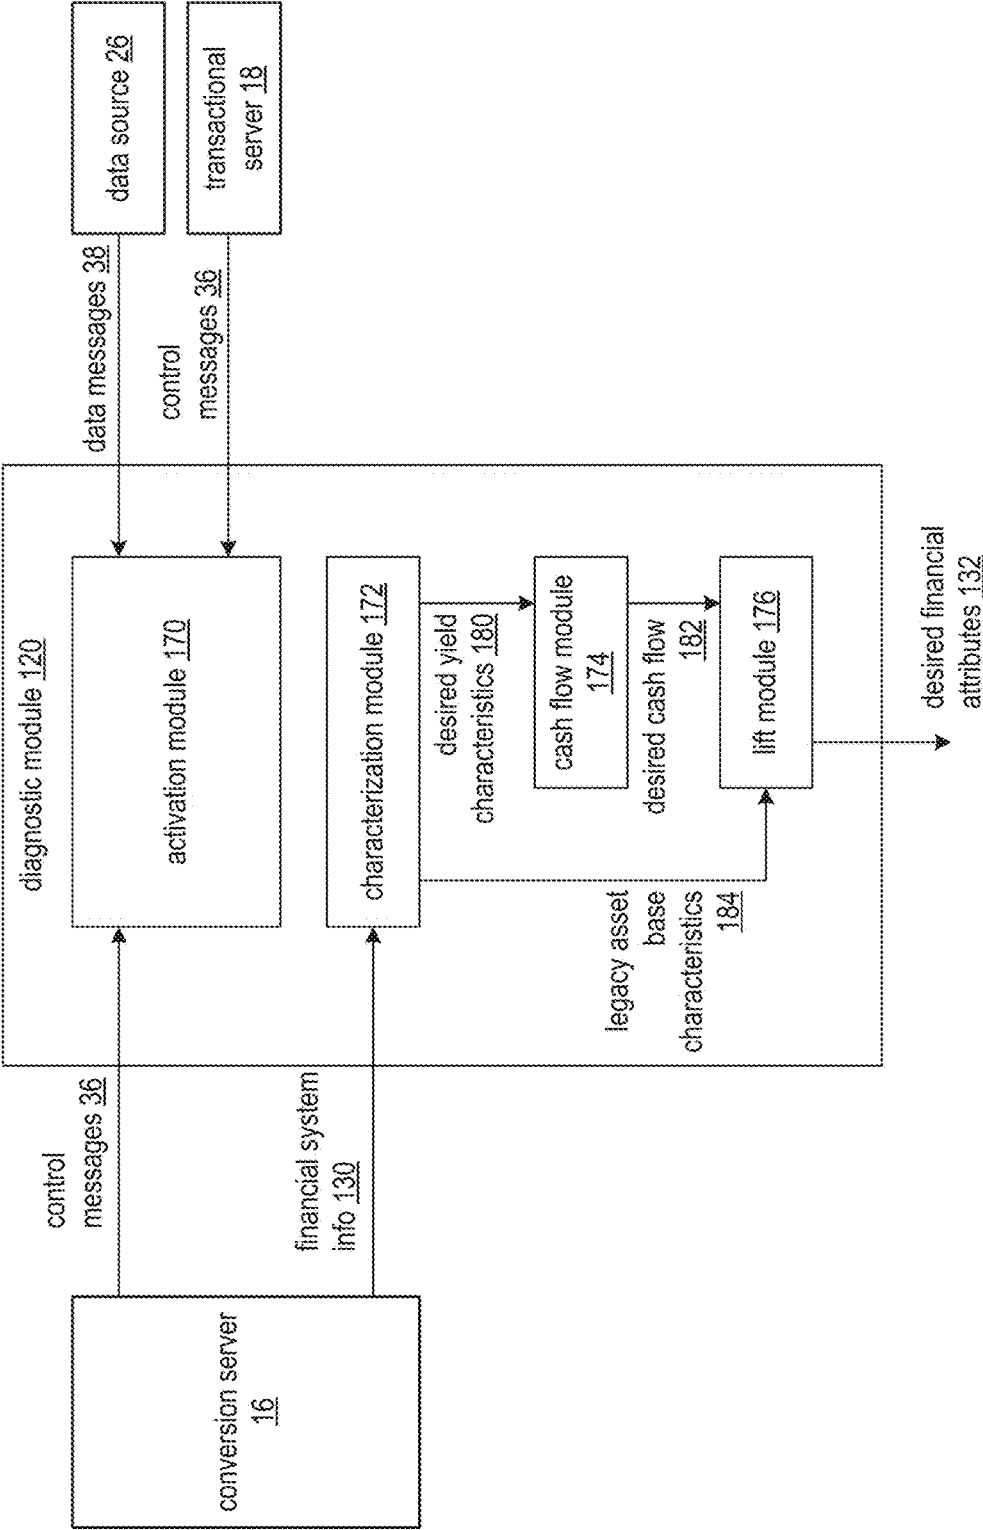 diagnostic module 120
conversion server
16
control
messages 36
financial system
info 130
activation module 170
data messages 38
data source 26
control
messages 36
transactional
server 18
characterization module 172
desired yield
characteristics 180
legacy asset
base
characteristics
184
cash flow module
174
desired cash flow
182
lift module 176
desired financial
attributes 132